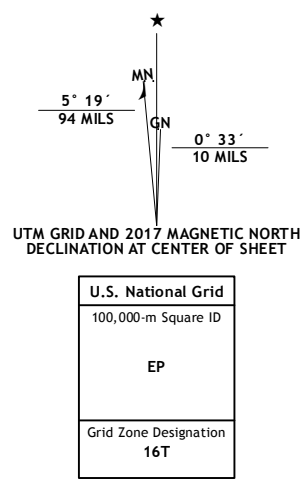 ★
MN
5° 19´
94 MILS
GN
0° 33´
10 MILS
UTM GRID AND 2017 MAGNETIC NORTH
DECLINATION AT CENTER OF SHEET
U.S. National Grid
100,000-m Square ID
EP
Grid Zone Designation
16T